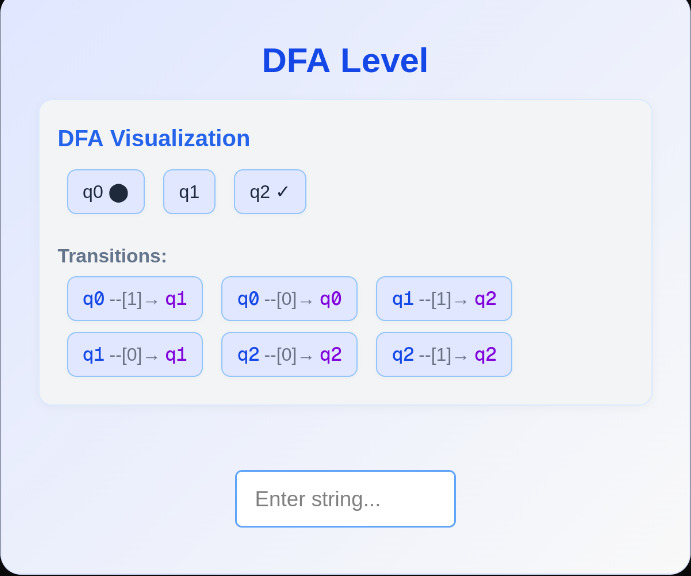 DFA Level
DFA Visualization
q0 ⬤ q1 q2 ✓
Transitions:
q0 --[1]→ q1 q0 --[0]→ q0 q1 --[1]→ q2
q1 --[0]→ q1 q2 --[0]→ q2 q2 --[1]→ q2
Enter string...